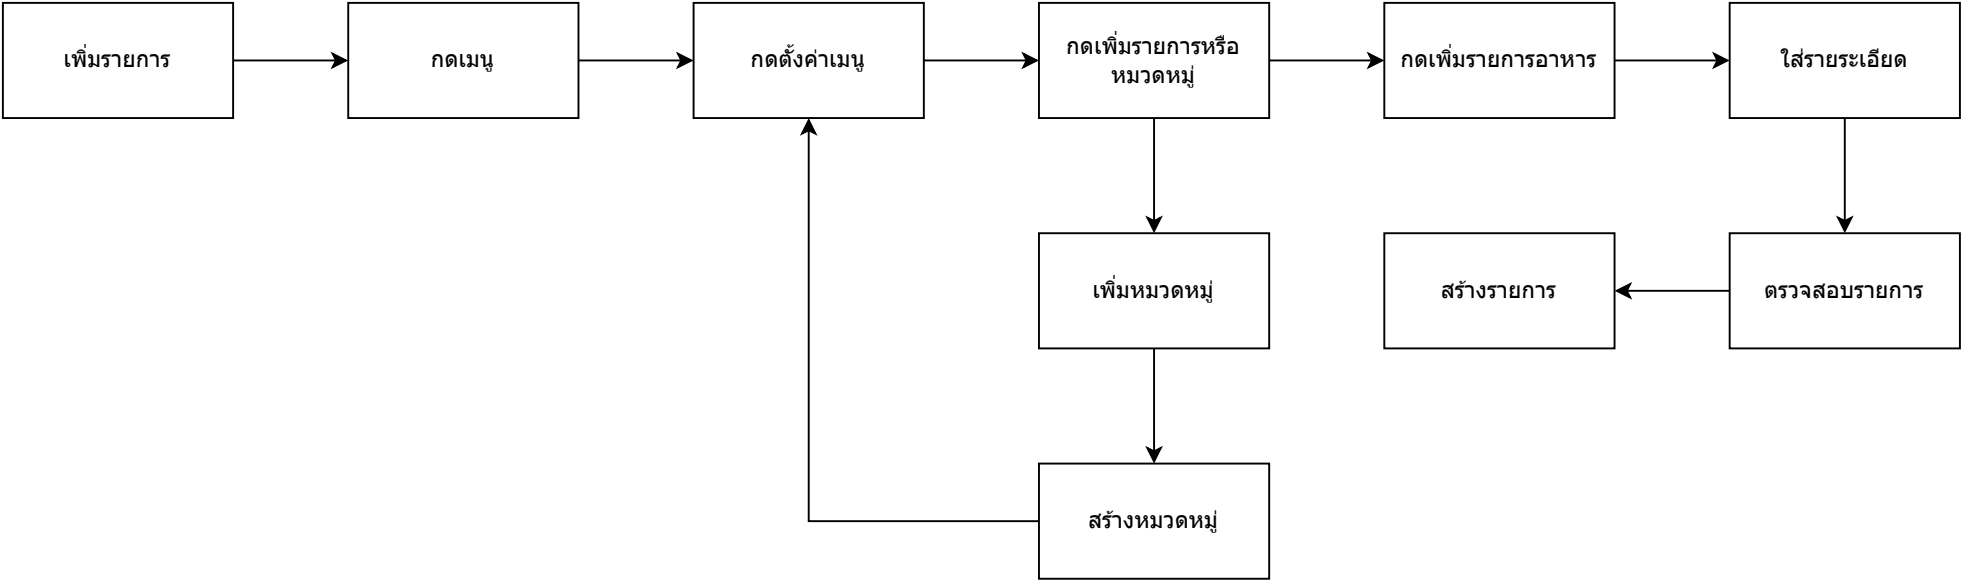 เพิ่มรายการ
กดเมนู
กดตั้งค่าเมนู
กดเพิ่มรายการหรือ
หมวดหมู่
กดเพิ่มรายการอาหาร
ใส่รายระเอียด
เพิ่มหมวดหมู่
สร้างรายการ
ตรวจสอบรายการ
สร้างหมวดหมู่